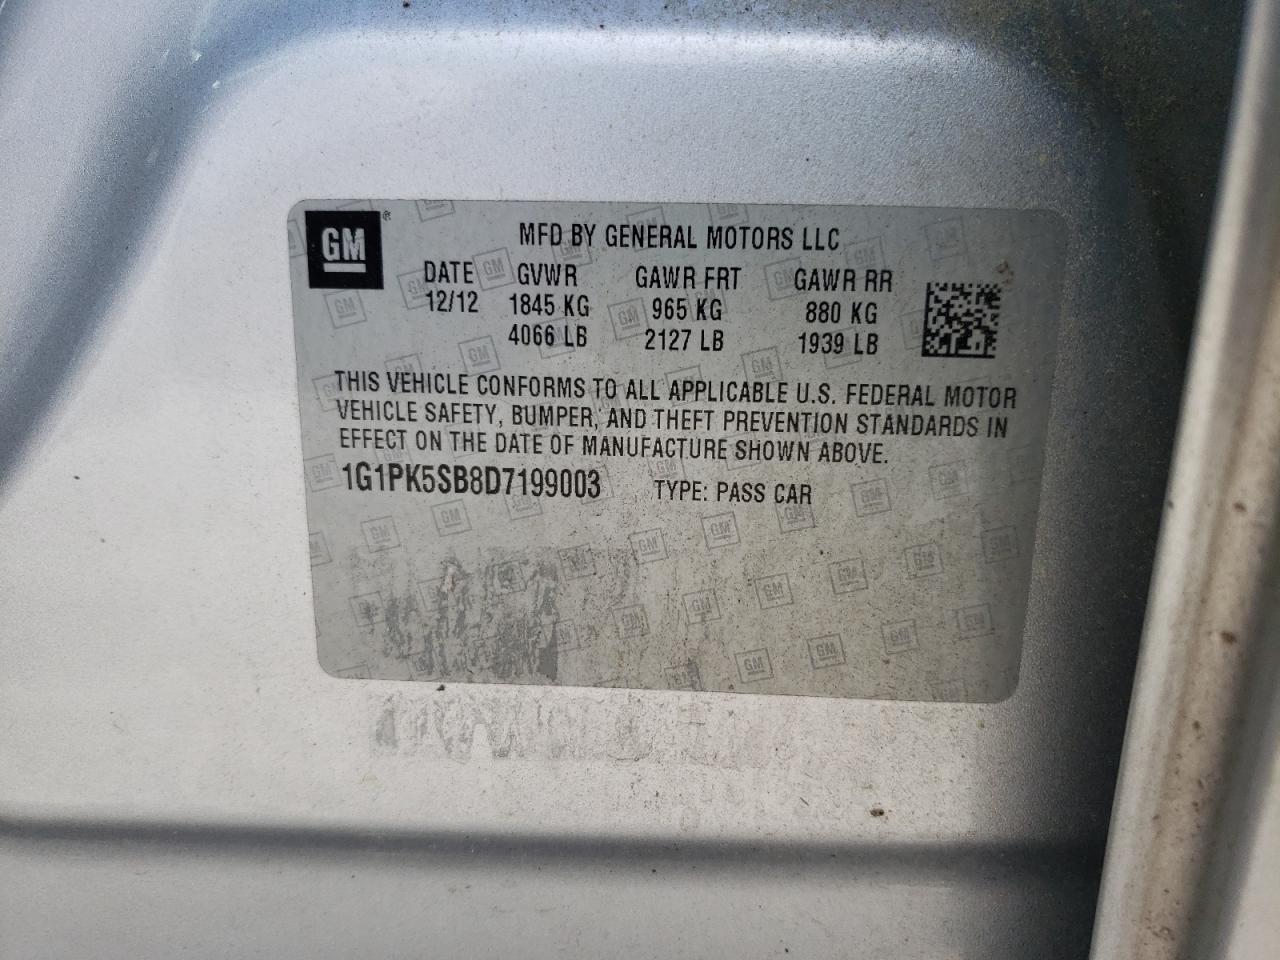 GM®
MFD BY GENERAL MOTORS LLC
DATE GVWR GAWR FRT GAWR RR
12/12 1845 KG 965 KG 880 KG
4066 LB 2127 LB 1939 LB
THIS VEHICLE CONFORMS TO ALL APPLICABLE U.S. FEDERAL MOTOR
VEHICLE SAFETY, BUMPER, AND THEFT PREVENTION STANDARDS IN
EFFECT ON THE DATE OF MANUFACTURE SHOWN ABOVE.
1G1PK5SB8D7199003 TYPE: PASS CAR